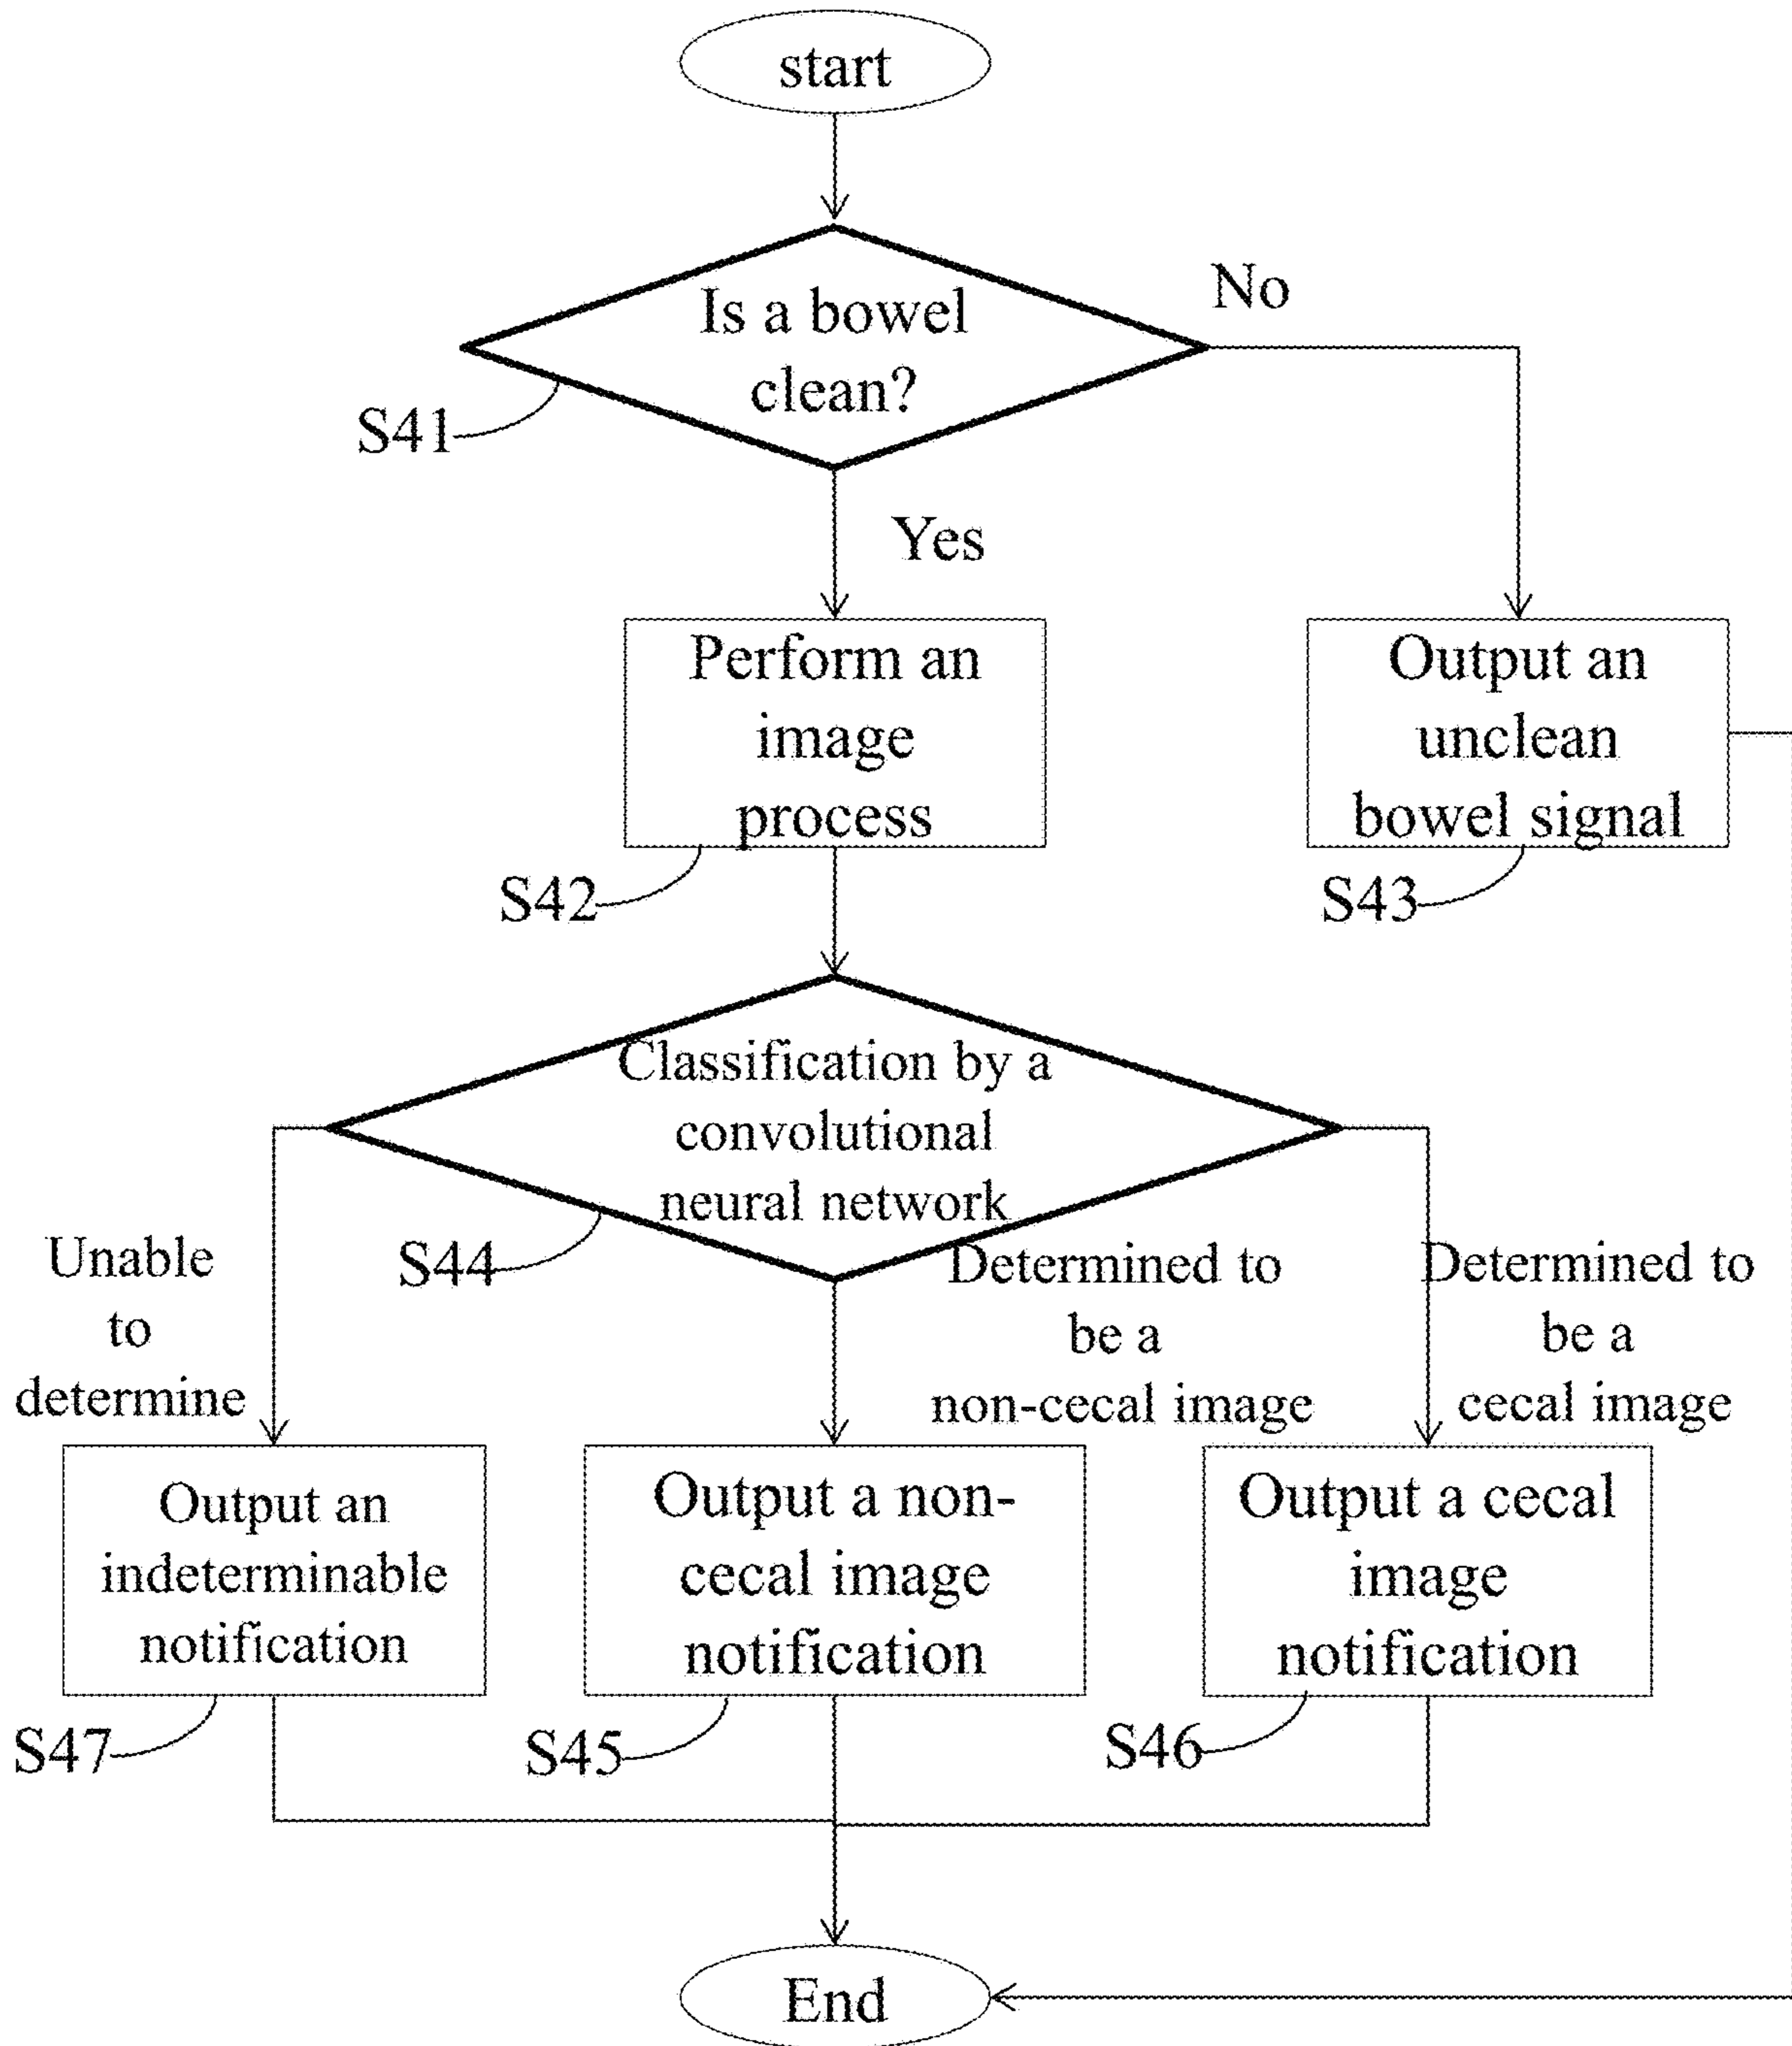 start
Is a bowel
clean?
No
S41
Yes
Perform an
image
process
S42
Output an
unclean
bowel signal
S43
Classification by a
convolutional
neural network
S44
Unable
to
determine
Determined to
be a
non-cecal image
Determined to
be a
cecal image
Output an
indeterminable
notification
S47
Output a non-
cecal image
notification
S45
Output a cecal
image
notification
S46
End